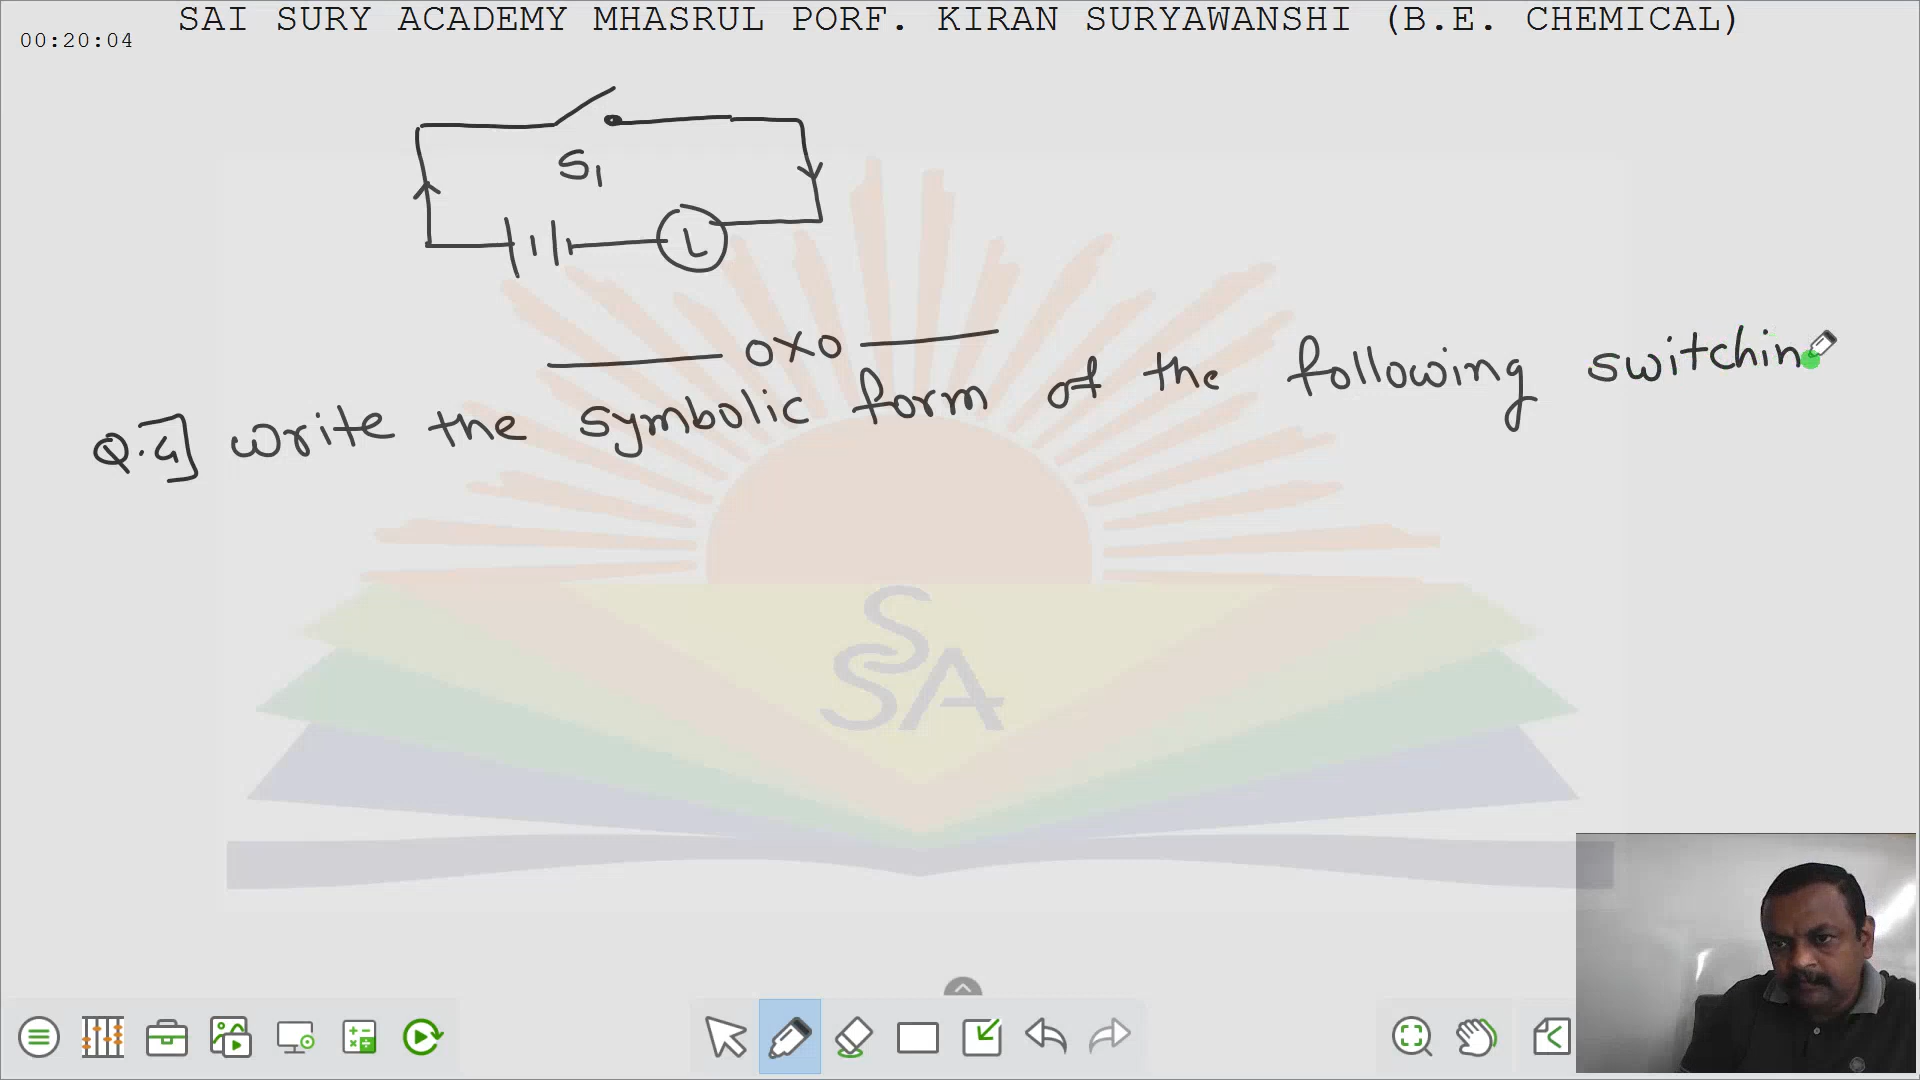 SAI SURY ACADEMY MHASRUL PORF. KIRAN SURYAWANSHI (B.E. CHEMICAL)
00:20:04
S1
L
OXO
Q.4] write the symbolic form of the following switchin
SSA